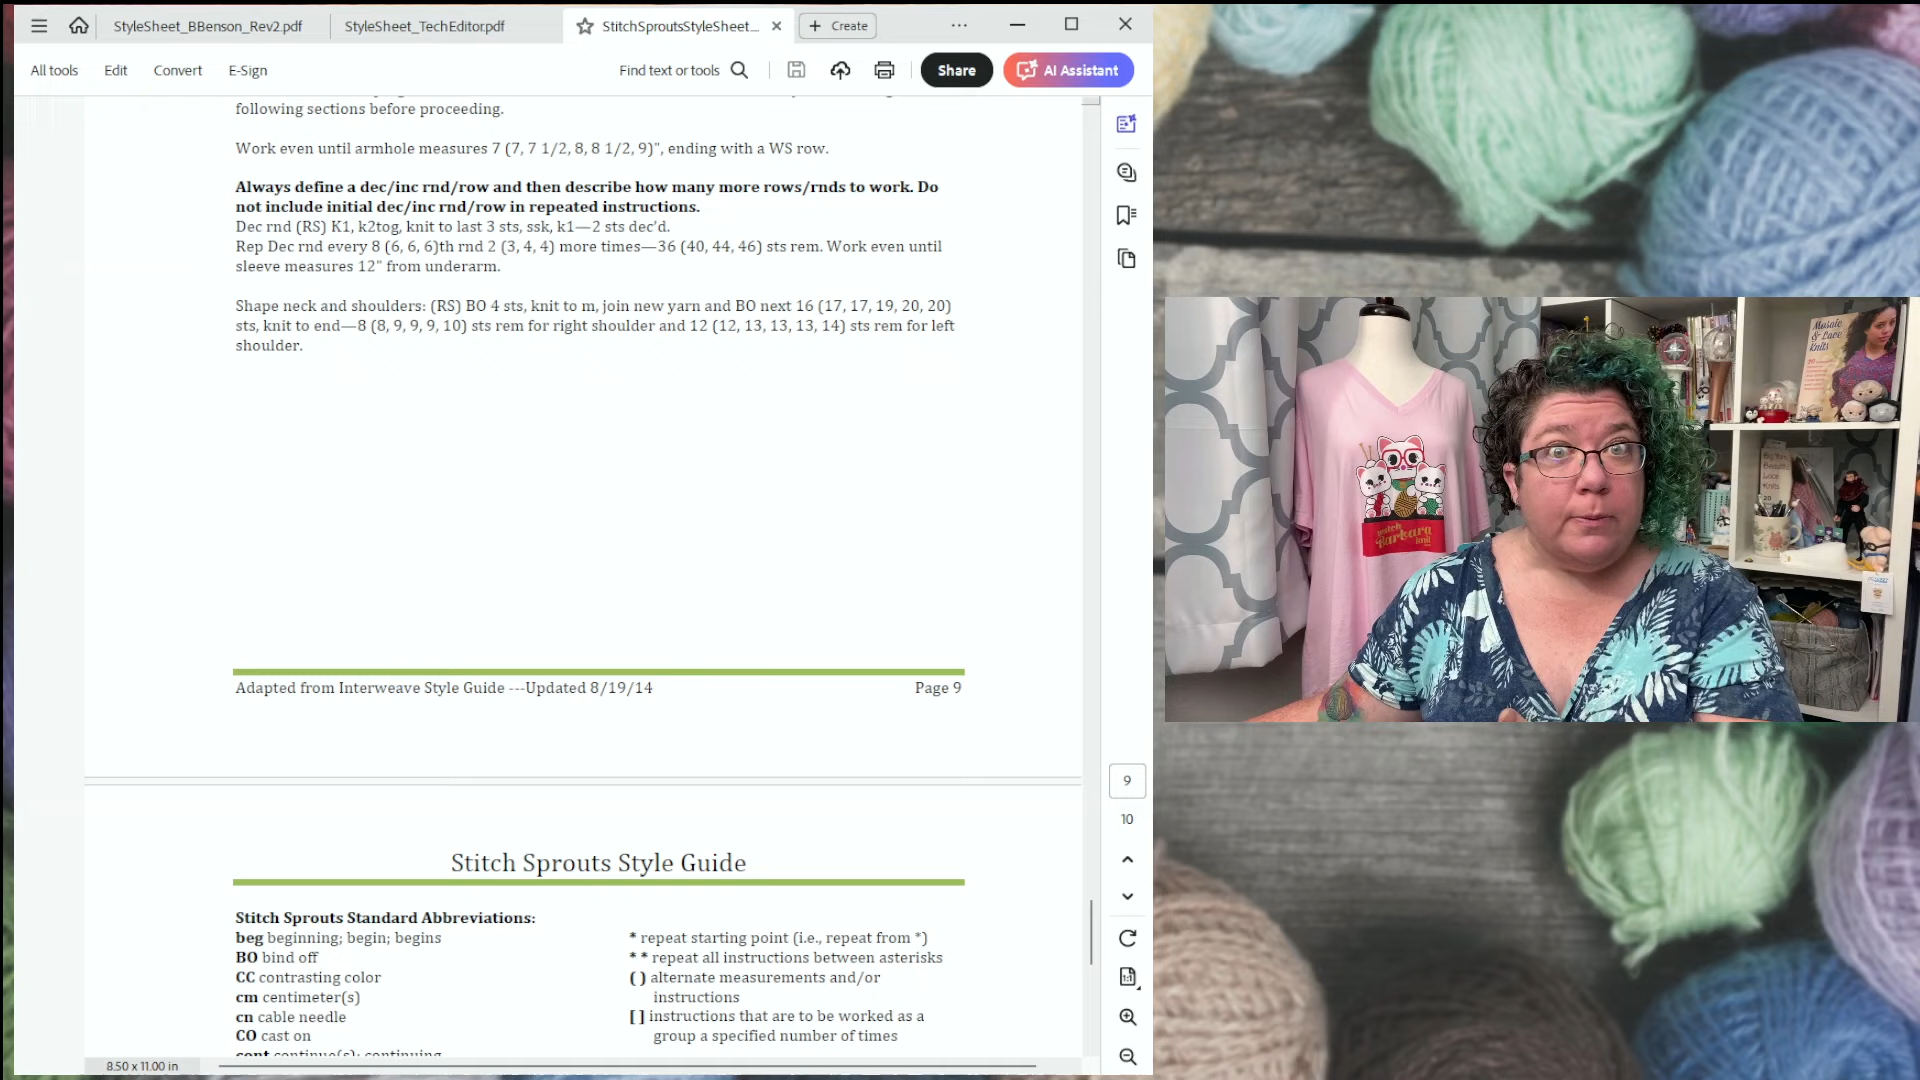 StyleSheet_BBenson_Rev2.pdf
StyleSheet_TechEditor.pdf
StitchSproutsStyleSheet...
Create
All tools
Edit
Convert
E-Sign
Find text or tools
Share
AI Assistant
following sections before proceeding.
Work even until armhole measures 7 (7, 7 1/2, 8, 8 1/2, 9)", ending with a WS row.
Always define a dec/inc rnd/row and then describe how many more rows/rnds to work. Do
not include initial dec/inc rnd/row in repeated instructions.
Dec rnd (RS) K1, k2tog, knit to last 3 sts, ssk, k1—2 sts dec'd.
Rep Dec rnd every 8 (6, 6, 6)th rnd 2 (3, 4, 4) more times—36 (40, 44, 46) sts rem. Work even until
sleeve measures 12" from underarm.
Shape neck and shoulders: (RS) BO 4 sts, knit to m, join new yarn and BO next 16 (17, 17, 19, 20, 20)
sts, knit to end—8 (8, 9, 9, 9, 10) sts rem for right shoulder and 12 (12, 13, 13, 13, 14) sts rem for left
shoulder.
Adapted from Interweave Style Guide ---Updated 8/19/14
Page 9
Stitch Sprouts Style Guide
Stitch Sprouts Standard Abbreviations:
beg beginning; begin; begins
BO bind off
CC contrasting color
cm centimeter(s)
cn cable needle
CO cast on
cont continue(s); continuing
* repeat starting point (i.e., repeat from *)
* * repeat all instructions between asterisks
( ) alternate measurements and/or
instructions
[ ] instructions that are to be worked as a
group a specified number of times
8.50 x 11.00 in
9
10
Mosaic
& Lace
Knits
watch
Barbara
knit